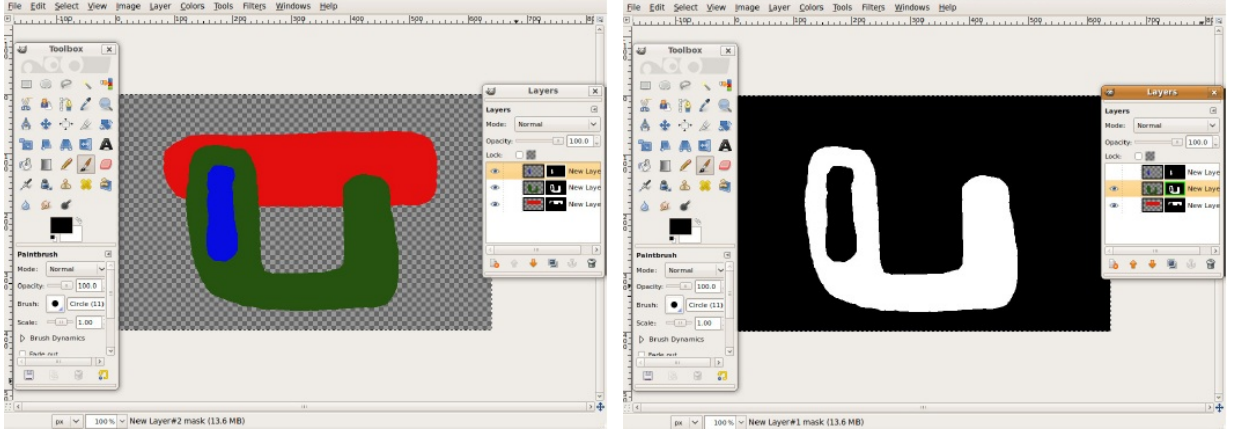 File Edit Select View Image Layer Colors Tools Filters Windows Help
Toolbox
Layers
Layers
Mode: Normal
Opacity: 100.0
Lock:
New Laye
New Laye
New Laye
Paintbrush
Mode: Normal
Opacity: 100.0
Brush: Circle (11)
Scale: 1.00
Brush Dynamics
Fade out
px 100% New Layer#2 mask (13.6 MB)
File Edit Select View Image Layer Colors Tools Filters Windows Help
Toolbox
Layers
Layers
Mode: Normal
Opacity: 100.0
Lock:
New Laye
New Laye
New Laye
Paintbrush
Mode: Normal
Opacity: 100.0
Brush: Circle (11)
Scale: 1.00
Brush Dynamics
Fade out
px 100% New Layer#1 mask (13.6 MB)